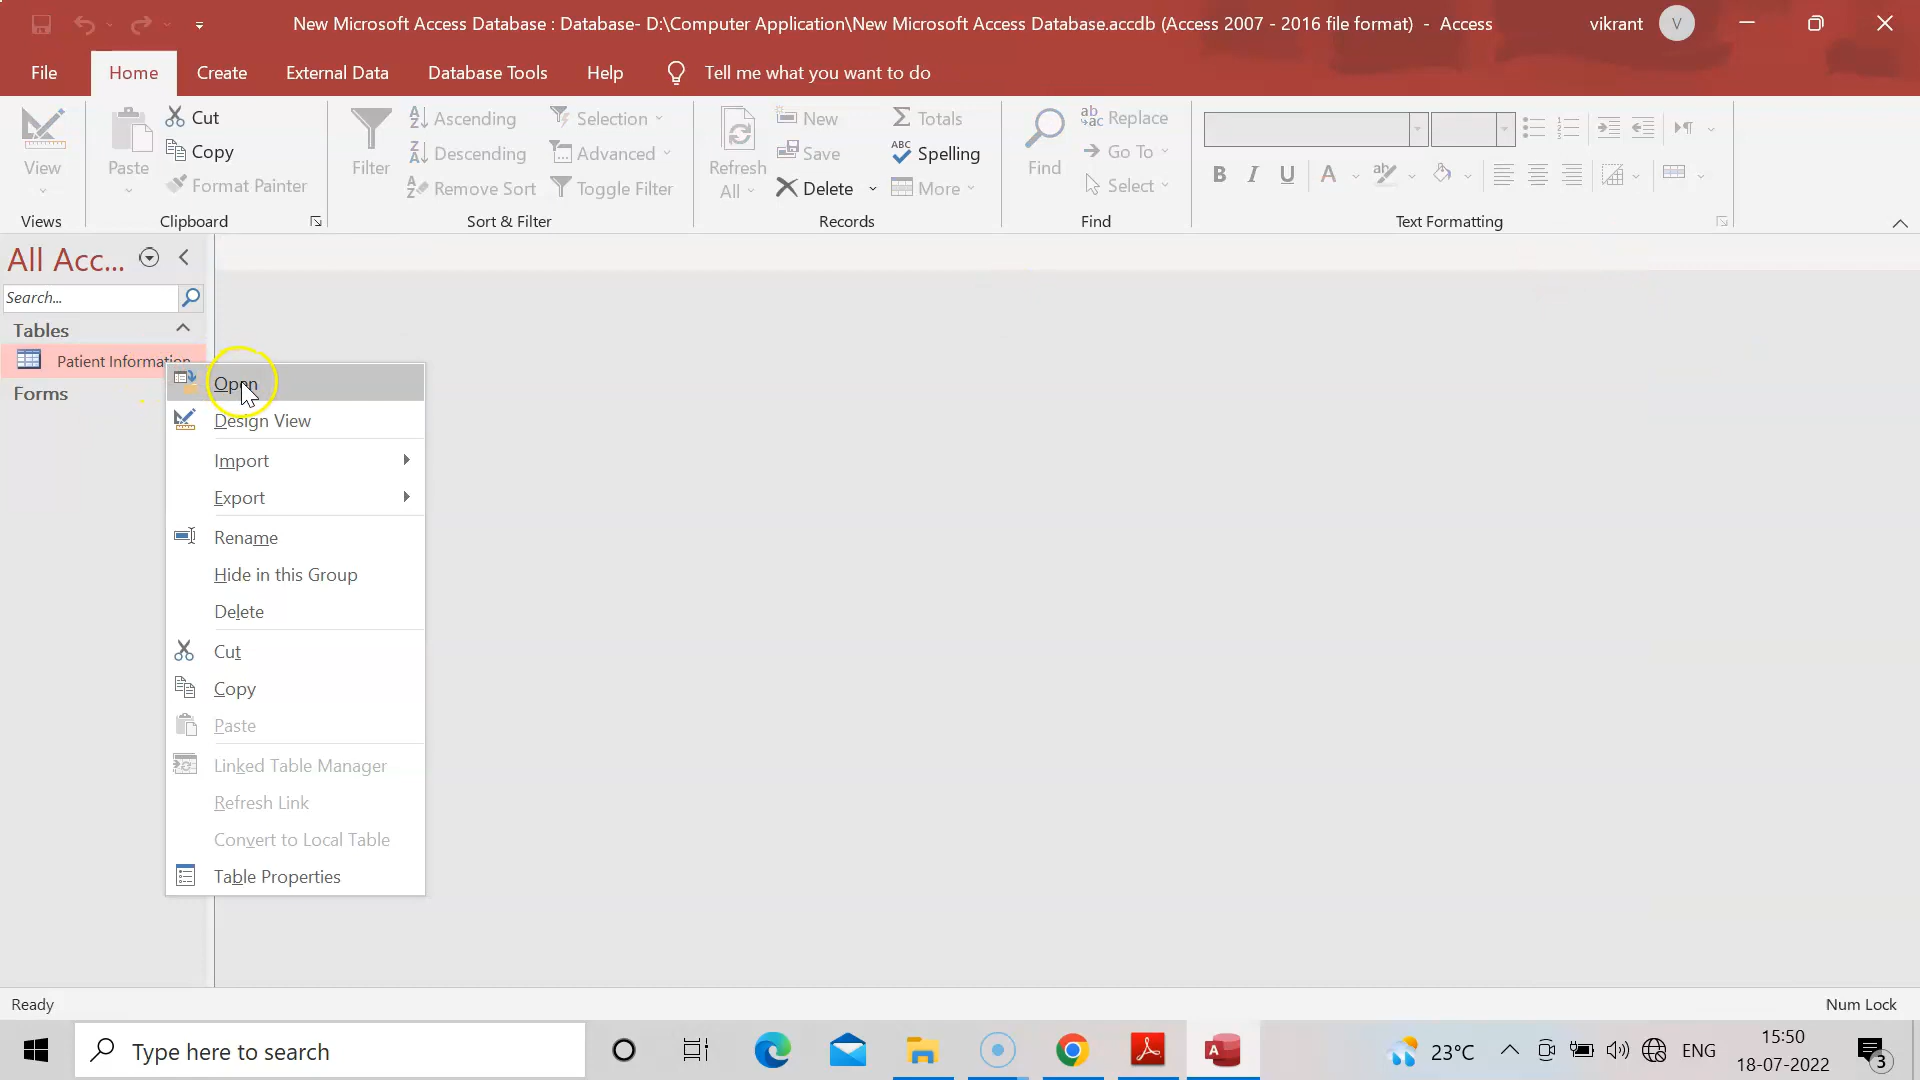 New Microsoft Access Database : Database- D:\Computer Application\New Microsoft Access Database.accdb (Access 2007 - 2016 file format) - Access
vikrant
V
File
Home
Create
External Data
Database Tools
Help
Tell me what you want to do
View
Views
Paste
Cut
Copy
Format Painter
Clipboard
Filter
Ascending
Descending
Remove Sort
Selection
Advanced
Toggle Filter
Sort & Filter
Refresh
All
New
Save
Delete
Totals
Spelling
More
Records
Find
Replace
Go To
Select
Find
B I U A
Text Formatting
All Acc...
Search...
Tables
Patient Information
Forms
Open
Design View
Import
Export
Rename
Hide in this Group
Delete
Cut
Copy
Paste
Linked Table Manager
Refresh Link
Convert to Local Table
Table Properties
Ready
Num Lock
Type here to search
23°C
ENG
15:50
18-07-2022
3